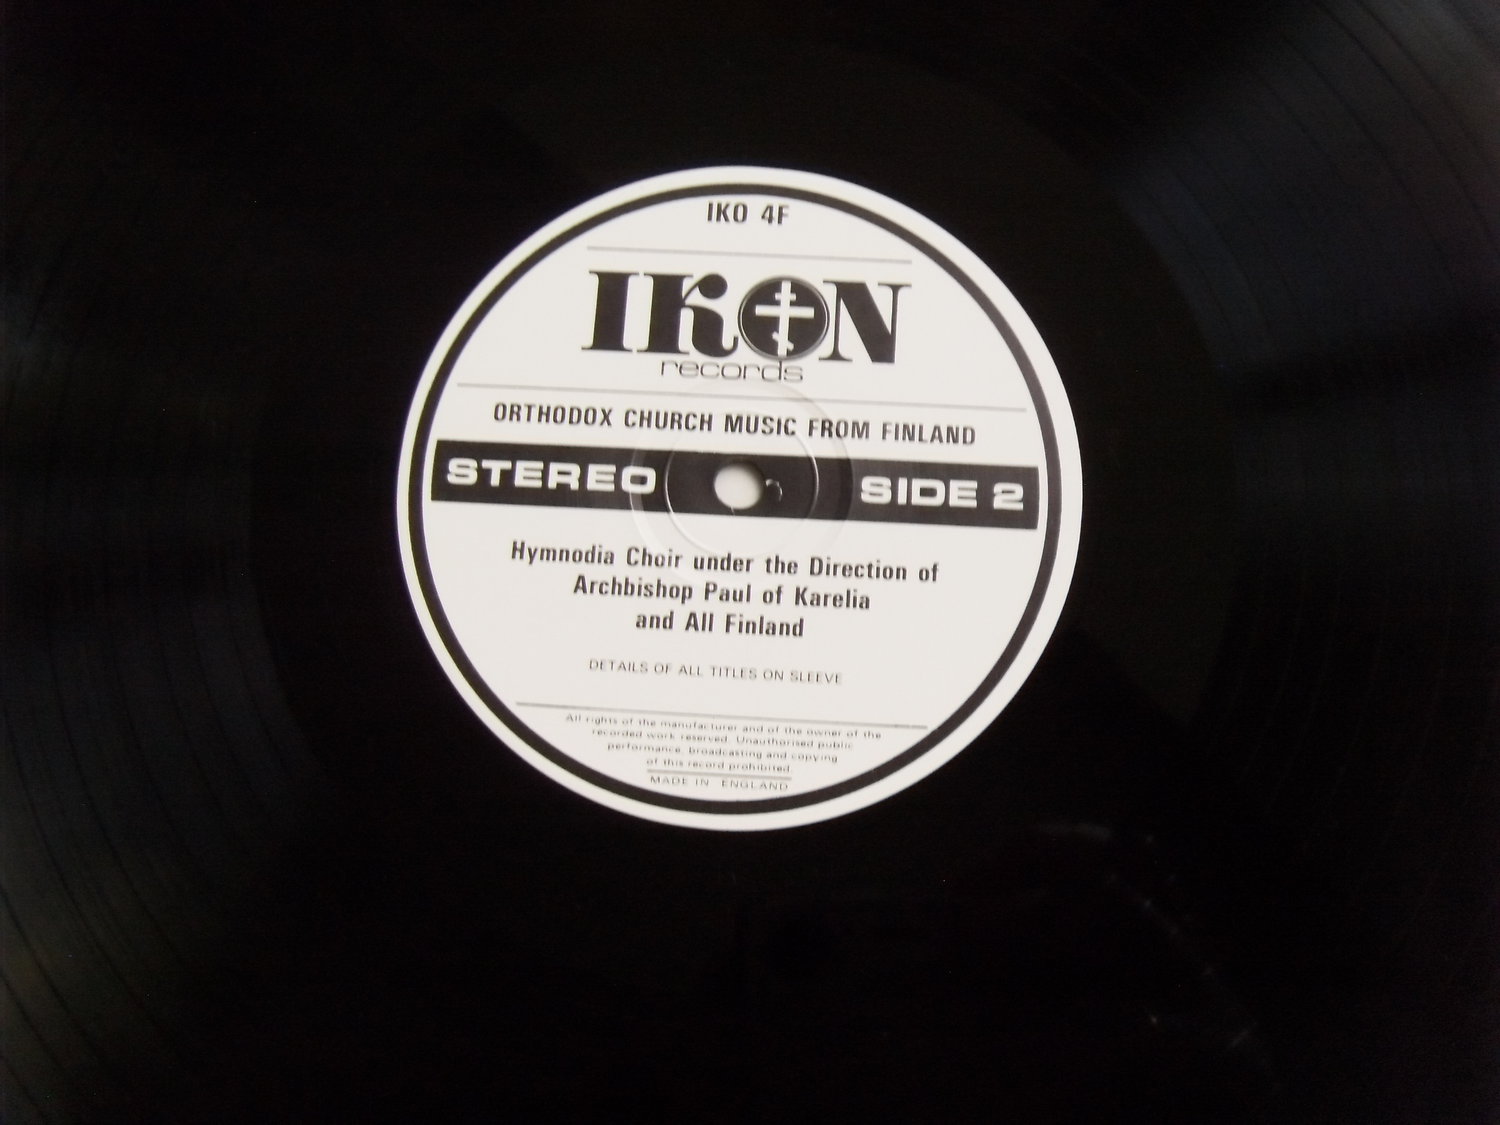 IKO 4F
IKON
records
ORTHODOX CHURCH MUSIC FROM FINLAND
STEREO SIDE 2
Hymnodia Choir under the Direction of
Archbishop Paul of Karelia
and All Finland
DETAILS OF ALL TITLES ON SLEEVE
All rights of the manufacturer and of the owner of the
recorded work reserved. Unauthorised public
performance, broadcasting and copying
of this record prohibited.
MADE IN ENGLAND